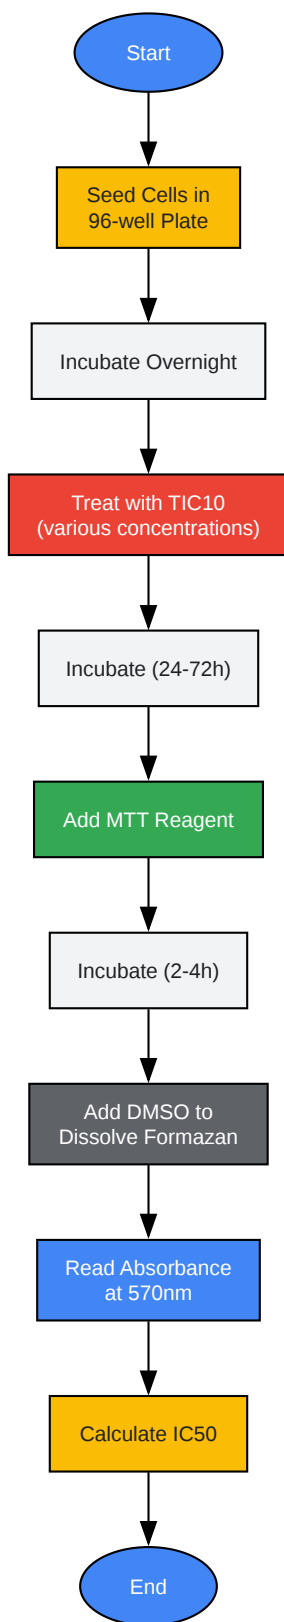 Start
Seed Cells in
96-well Plate
Incubate Overnight
Treat with TIC10
(various concentrations)
Incubate (24-72h)
Add MTT Reagent
Incubate (2-4h)
Add DMSO to
Dissolve Formazan
Read Absorbance
at 570nm
Calculate IC50
End